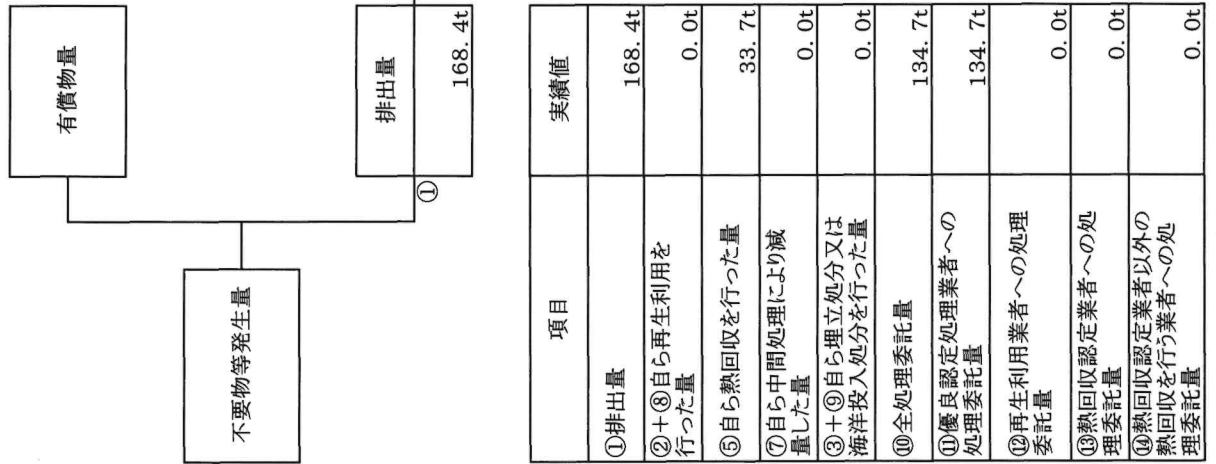 不要物等発生量
有償物量
①
排出量
168.4t
項目
実績値
①排出量
168.4t
②+⑧自ら再生利用を
行った量
0.0t
⑤自ら熱回収を行った量
33.7t
⑦自ら中間処理により減
量した量
0.0t
③+⑨自ら埋立処分又は
海洋投入処分を行った量
0.0t
⑩全処理委託量
134.7t
⑪優良認定処理業者への
処理委託量
134.7t
⑫再生利用業者への処理
委託量
0.0t
⑬熱回収認定業者への処
理委託量
0.0t
⑭熱回収認定業者以外の
熱回収を行う業者への処
理委託量
0.0t